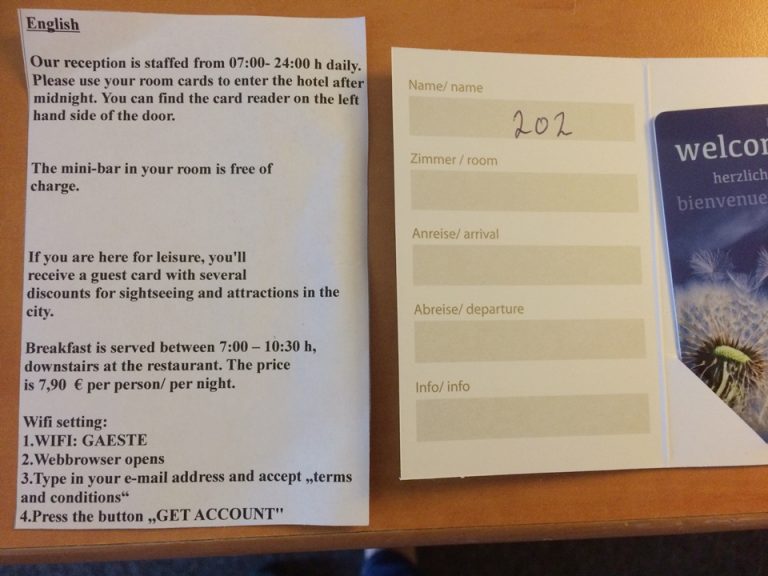 English
Our reception is staffed from 07:00- 24:00 h daily.
Please use your room cards to enter the hotel after
midnight. You can find the card reader on the left
hand side of the door.
The mini-bar in your room is free of
charge.
If you are here for leisure, you'll
receive a guest card with several
discounts for sightseeing and attractions in the
city.
Breakfast is served between 7:00 – 10:30 h,
downstairs at the restaurant. The price
is 7,90 € per person/ per night.
Wifi setting:
1.WIFI: GAESTE
2.Webbrowser opens
3.Type in your e-mail address and accept „terms
and conditions“
4.Press the button „GET ACCOUNT"
Name/ name
202
Zimmer / room
Anreise/ arrival
Abreise/ departure
Info/ info
bienvenue